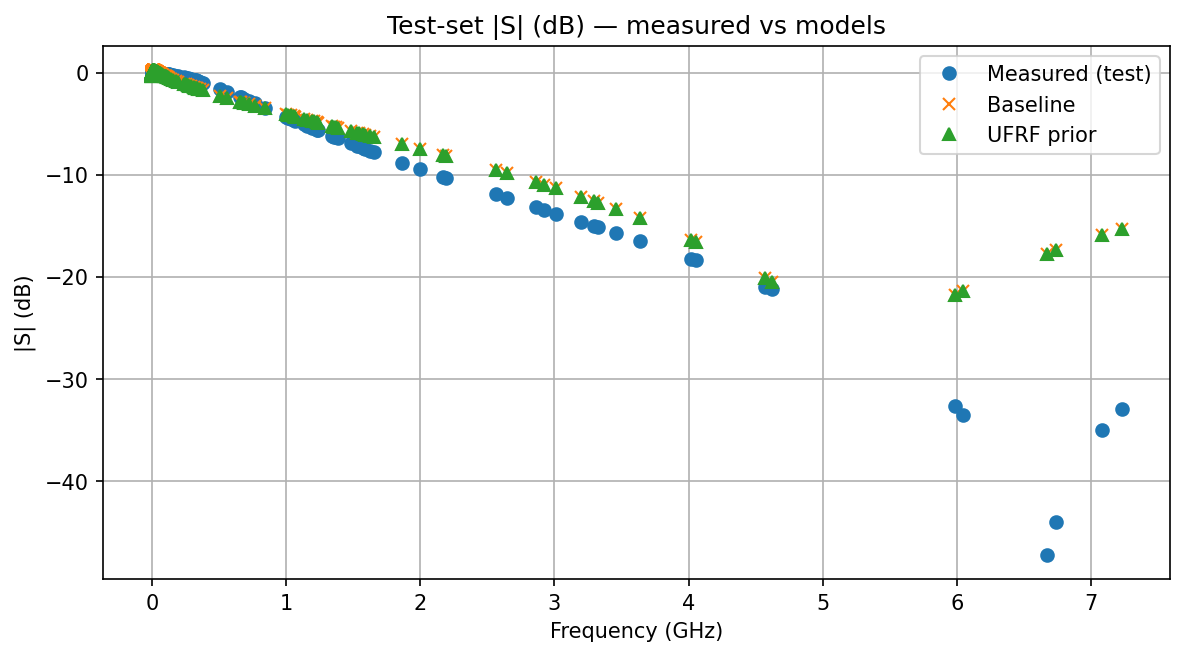 Test-set |S| (dB) — measured vs models
Measured (test)
Baseline
UFRF prior
|S| (dB)
0
−10
−20
−30
−40
0 1 2 3 4 5 6 7
Frequency (GHz)